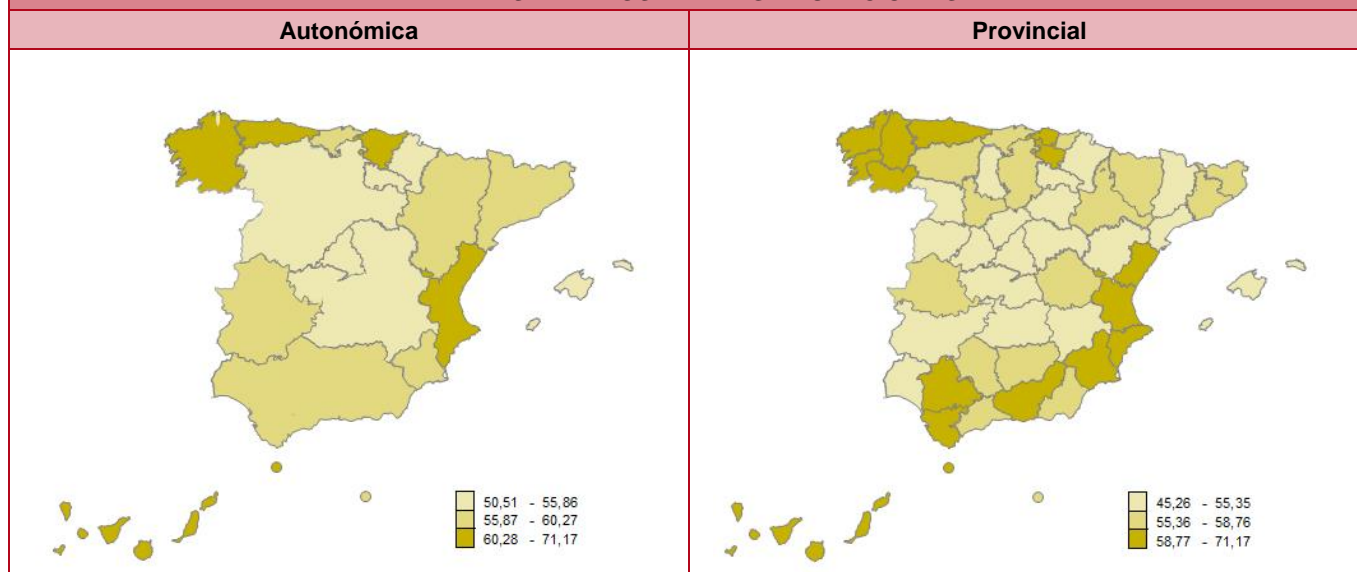 Autonómica
Provincial
50,51 - 55,86
55,87 - 60,27
60,28 - 71,17
45,26 - 55,35
55,36 - 58,76
58,77 - 71,17